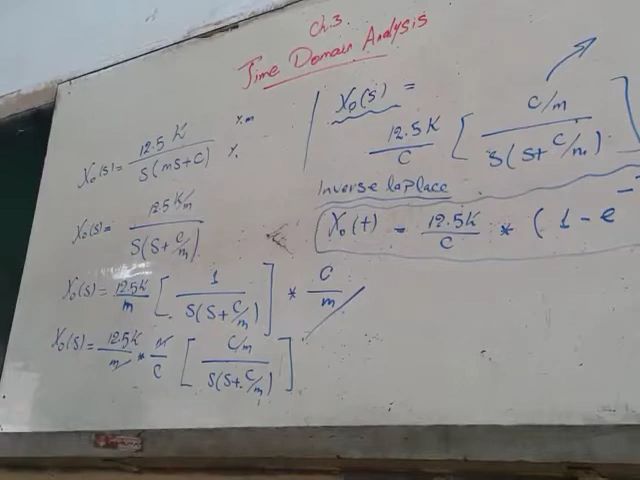 Ch.3.
Time Domain Analysis
X₀(s) = 12.5 K / S(mS+C) ÷m / ÷
X₀(s) = 12.5 K/m / S(S + C/m)
X₀(s) = 12.5K/m [ 1 / S(S + C/m) ] * C/m
X₀(s) = 12.5K/m * m/C [ C/m / S(S + C/m) ]
X₀(s) =
12.5K/C [ C/m / S(S + C/m) ]
Inverse laplace
X₀(t) = 12.5K/C * ( 1 - e^-